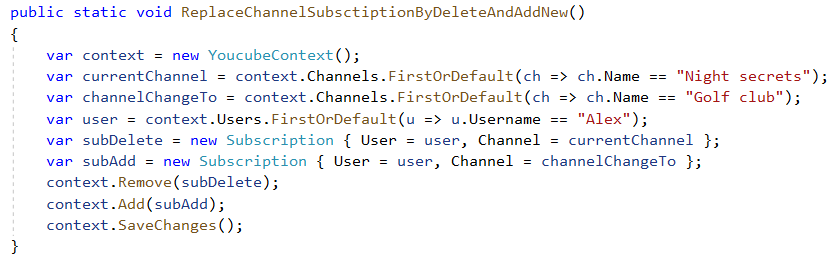 public static void ReplaceChannelSubsctiptionByDeleteAndAddNew()
{
var context = new YoucubeContext();
var currentChannel = context.Channels.FirstOrDefault(ch => ch.Name == "Night secrets");
var channelChangeTo = context.Channels.FirstOrDefault(ch => ch.Name == "Golf club");
var user = context.Users.FirstOrDefault(u => u.Username == "Alex");
var subDelete = new Subscription { User = user, Channel = currentChannel };
var subAdd = new Subscription { User = user, Channel = channelChangeTo };
context.Remove(subDelete);
context.Add(subAdd);
context.SaveChanges();
}